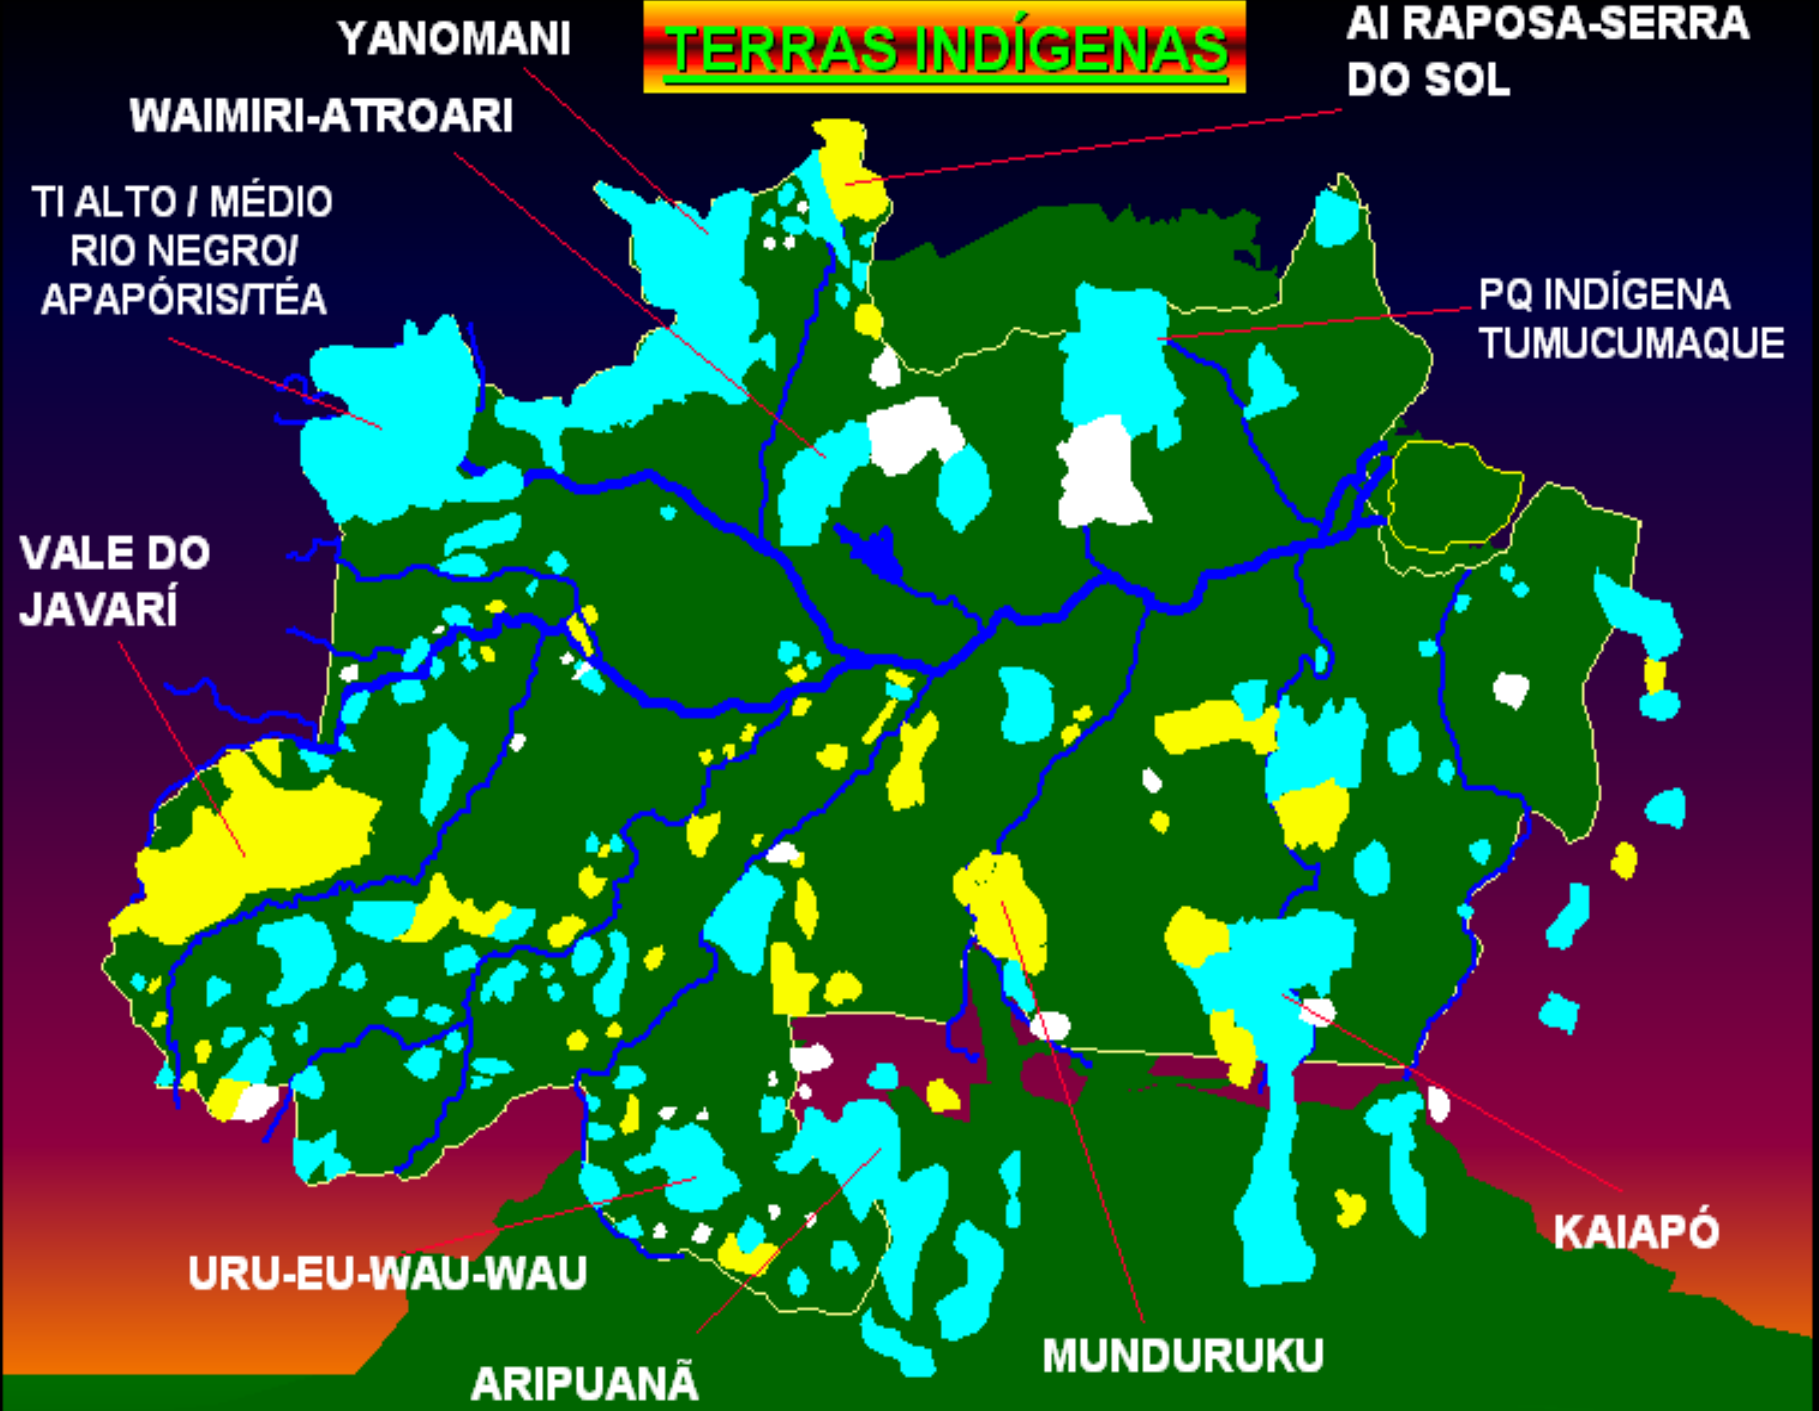 TERRAS INDÍGENAS
YANOMANI
AI RAPOSA-SERRA
DO SOL
WAIMIRI-ATROARI
TI ALTO / MÉDIO
RIO NEGRO/
APAPÓRIS/TÉA
PQ INDÍGENA
TUMUCUMAQUE
VALE DO
JAVARÍ
KAIAPÓ
URU-EU-WAU-WAU
MUNDURUKU
ARIPUANÃ